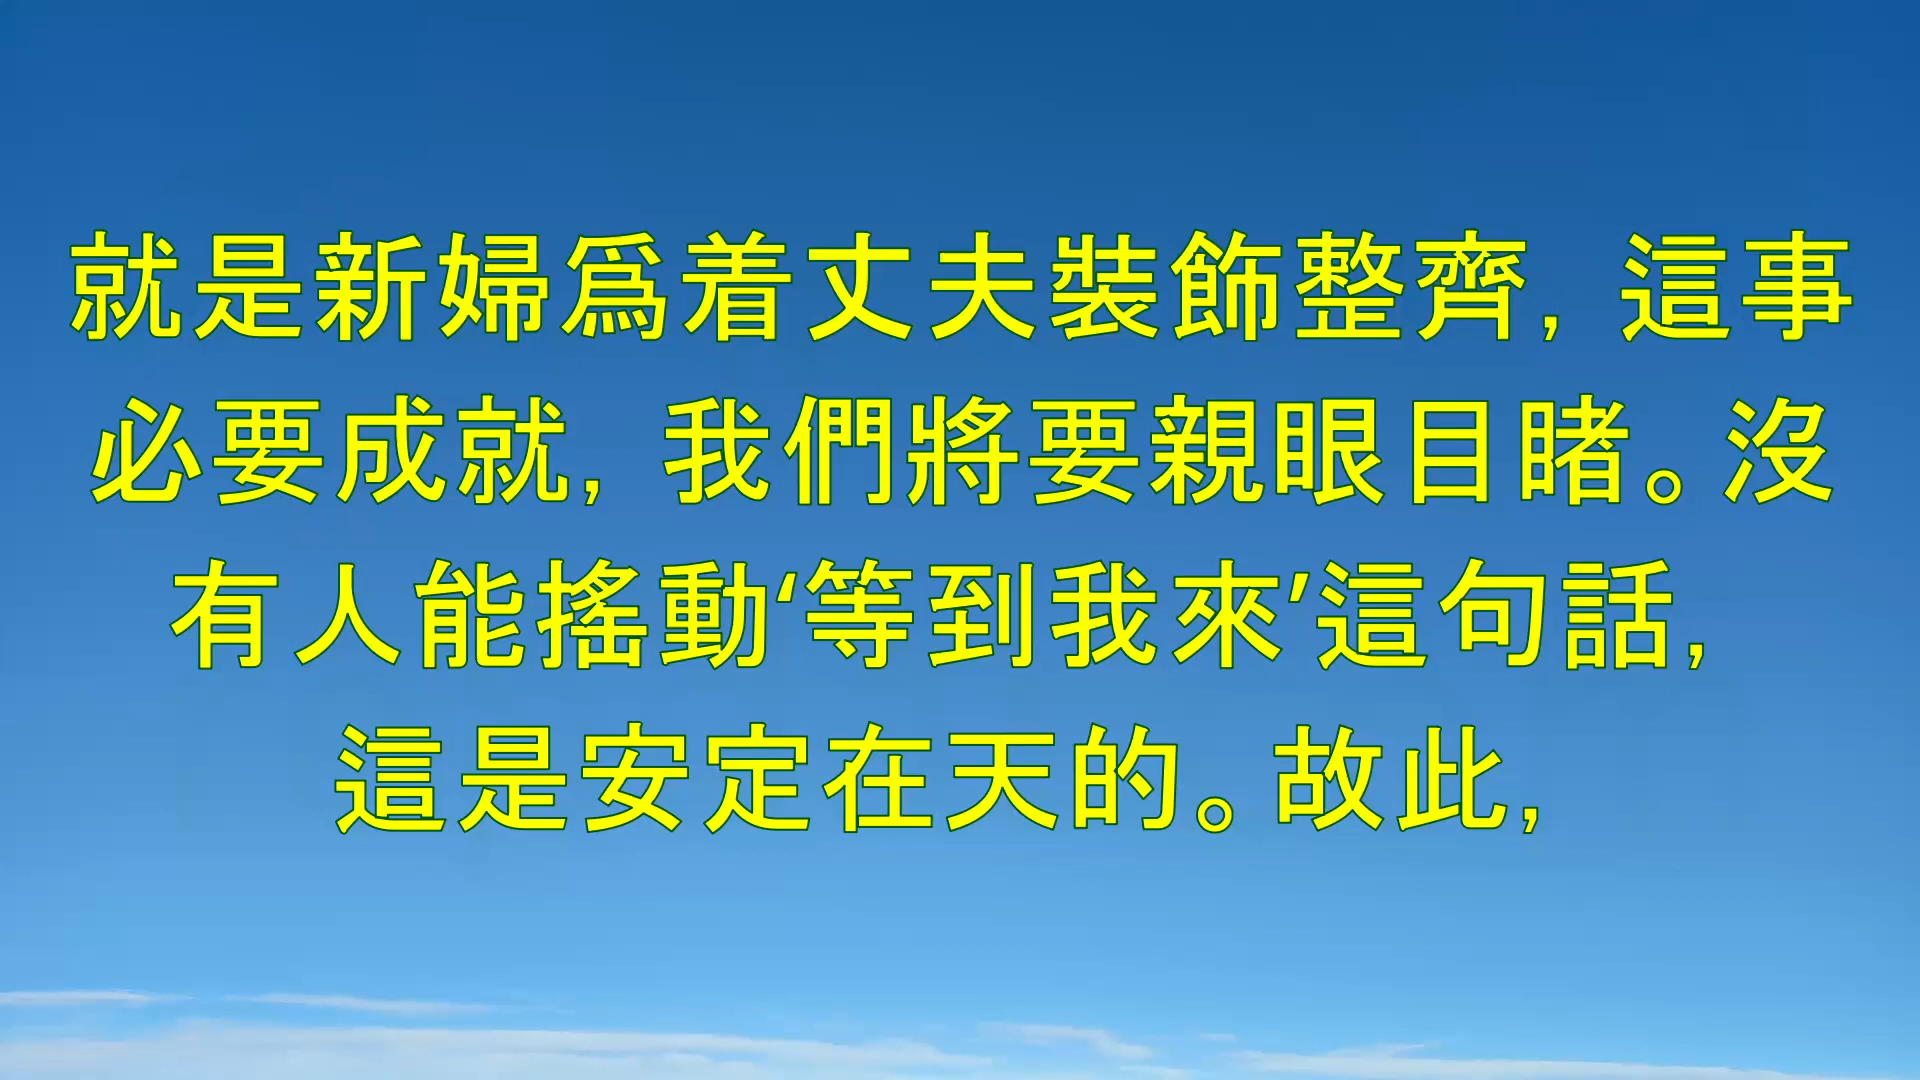 就是新婦爲着丈夫裝飾整齊, 這事
必要成就, 我們將要親眼目睹。沒
有人能搖動‘等到我來’這句話,
這是安定在天的。故此,